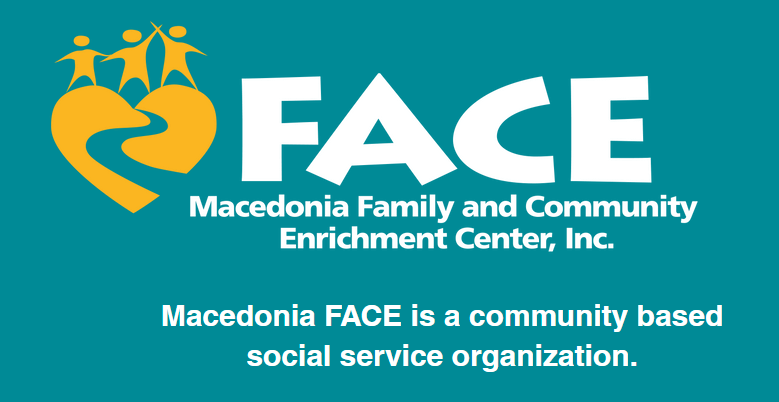 FACE
Macedonia Family and Community
Enrichment Center, Inc.
Macedonia FACE is a community based
social service organization.